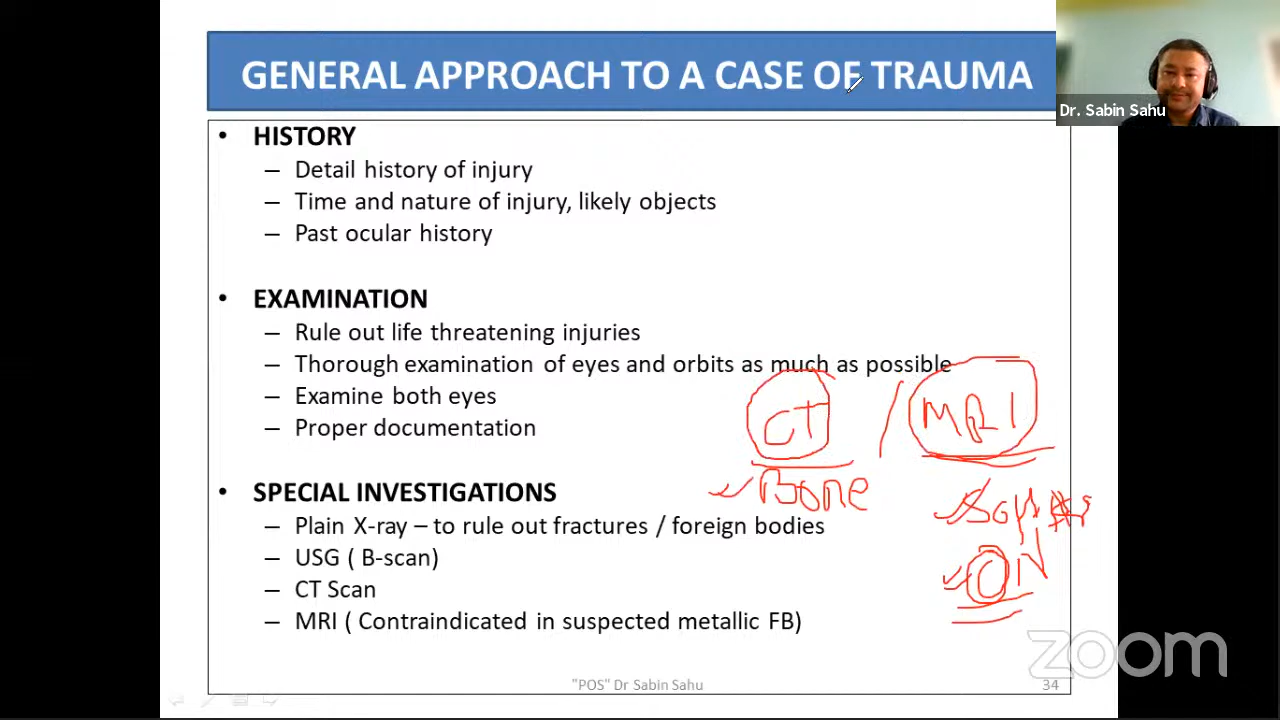 GENERAL APPROACH TO A CASE OF TRAUMA
Dr. Sabin Sahu
• HISTORY
– Detail history of injury
– Time and nature of injury, likely objects
– Past ocular history
• EXAMINATION
– Rule out life threatening injuries
– Thorough examination of eyes and orbits as much as possible
– Examine both eyes
– Proper documentation
CT / MRI
✓ Bone
• SPECIAL INVESTIGATIONS
– Plain X-ray – to rule out fractures / foreign bodies
– USG ( B-scan)
– CT Scan
– MRI ( Contraindicated in suspected metallic FB)
✓ ON
zoom
"POS" Dr Sabin Sahu
34